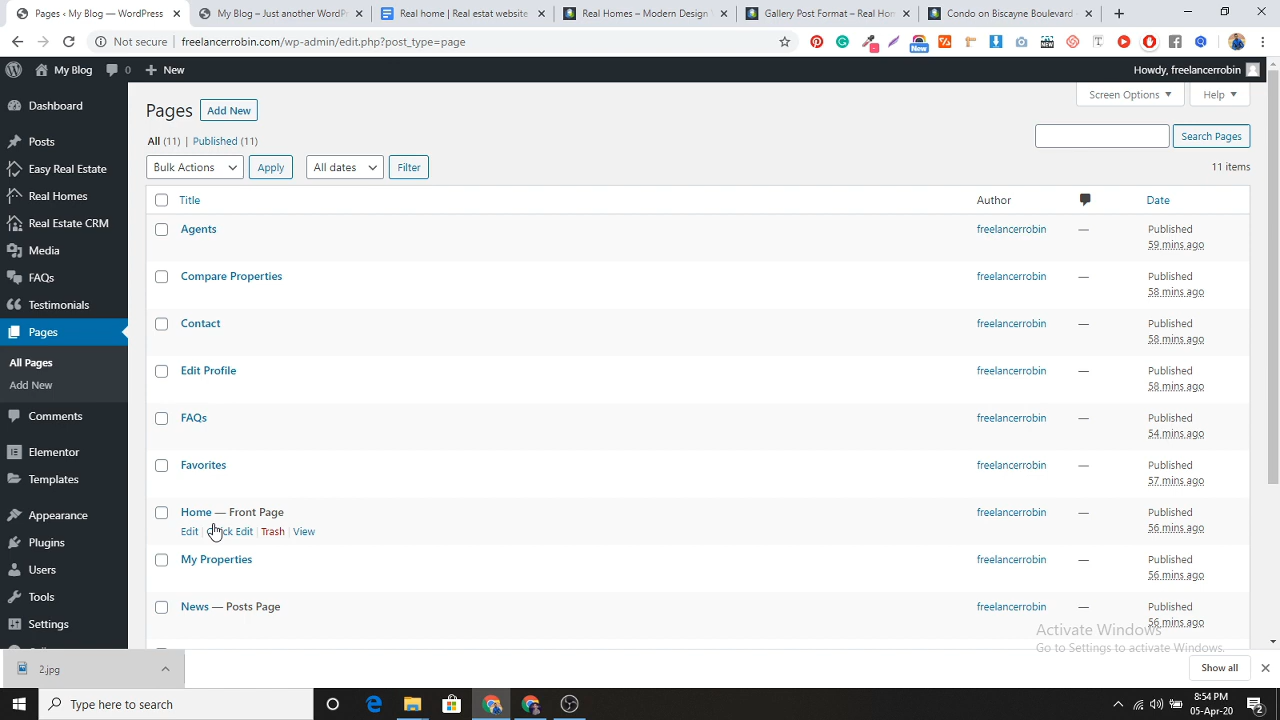 Pages ‹ My Blog — WordPress
My Blog – Just another WordPr
Real home | Real estat website
Real Homes – Modern Design
Gallery Post Format – Real Hom
Condo on Biscayne Boulevard
Not secure | freelancerrobin.com/wp-admin/edit.php?post_type=page
My Blog 0 New
Howdy, freelancerrobin
Dashboard
Posts
Easy Real Estate
Real Homes
Real Estate CRM
Media
FAQs
Testimonials
Pages
All Pages
Add New
Comments
Elementor
Templates
Appearance
Plugins
Users
Tools
Settings
Screen Options
Help
Pages Add New
All (11) | Published (11)
Search Pages
Bulk Actions Apply All dates Filter
11 items
Title Author Date
Agents freelancerrobin — Published
59 mins ago
Compare Properties freelancerrobin — Published
58 mins ago
Contact freelancerrobin — Published
58 mins ago
Edit Profile freelancerrobin — Published
58 mins ago
FAQs freelancerrobin — Published
54 mins ago
Favorites freelancerrobin — Published
57 mins ago
Home — Front Page freelancerrobin — Published
Edit | Quick Edit | Trash | View 56 mins ago
My Properties freelancerrobin — Published
56 mins ago
News — Posts Page freelancerrobin — Published
56 mins ago
Activate Windows
Go to Settings to activate Windows.
2.jpg
Show all
Type here to search
8:54 PM
05-Apr-20
2